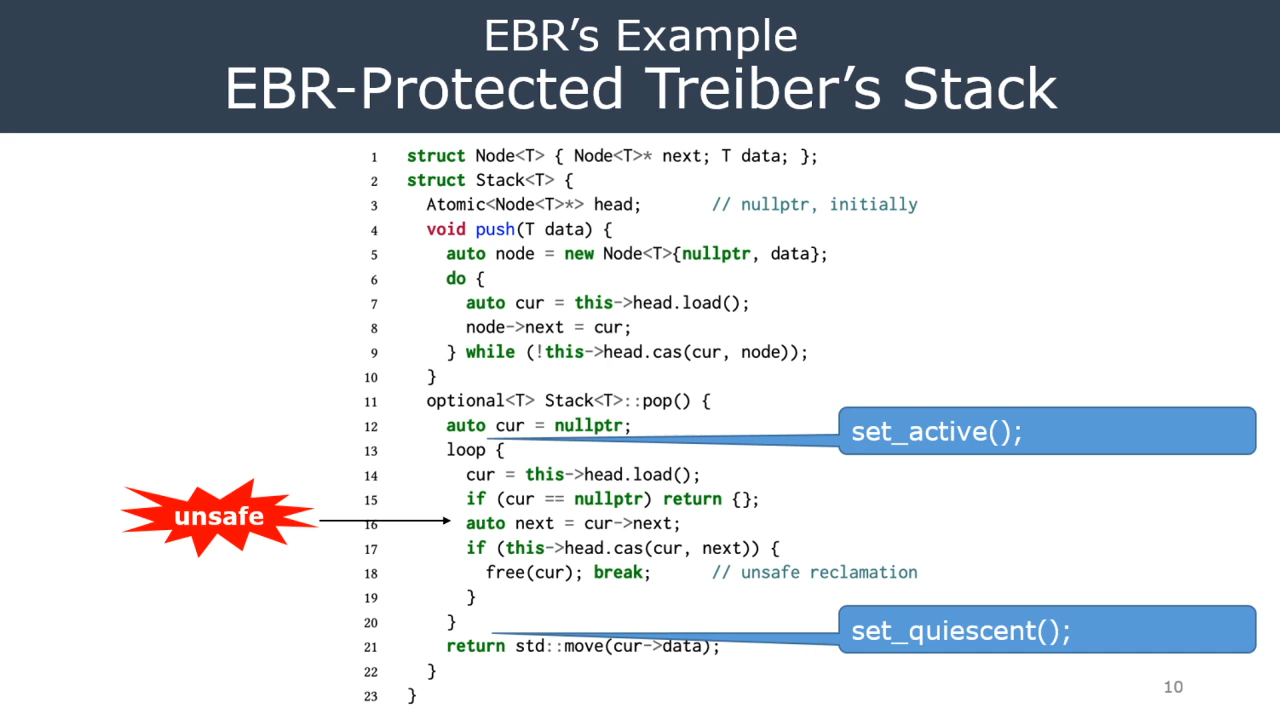 EBR’s Example
EBR-Protected Treiber’s Stack
1 struct Node<T> { Node<T>* next; T data; };
2 struct Stack<T> {
3 Atomic<Node<T>*> head; // nullptr, initially
4 void push(T data) {
5 auto node = new Node<T>{nullptr, data};
6 do {
7 auto cur = this->head.load();
8 node->next = cur;
9 } while (!this->head.cas(cur, node));
10 }
11 optional<T> Stack<T>::pop() {
12 auto cur = nullptr;
set_active();
13 loop {
14 cur = this->head.load();
15 if (cur == nullptr) return {};
unsafe
16 auto next = cur->next;
17 if (this->head.cas(cur, next)) {
18 free(cur); break; // unsafe reclamation
19 }
20 }
set_quiescent();
21 return std::move(cur->data);
22 }
23 }
10